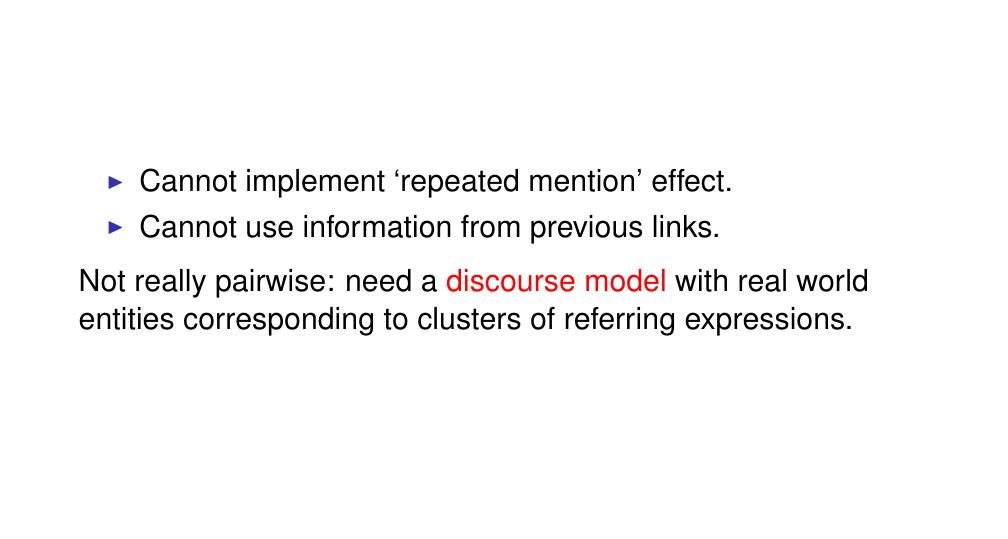 ▶ Cannot implement ‘repeated mention’ effect.
▶ Cannot use information from previous links.
Not really pairwise: need a discourse model with real world
entities corresponding to clusters of referring expressions.